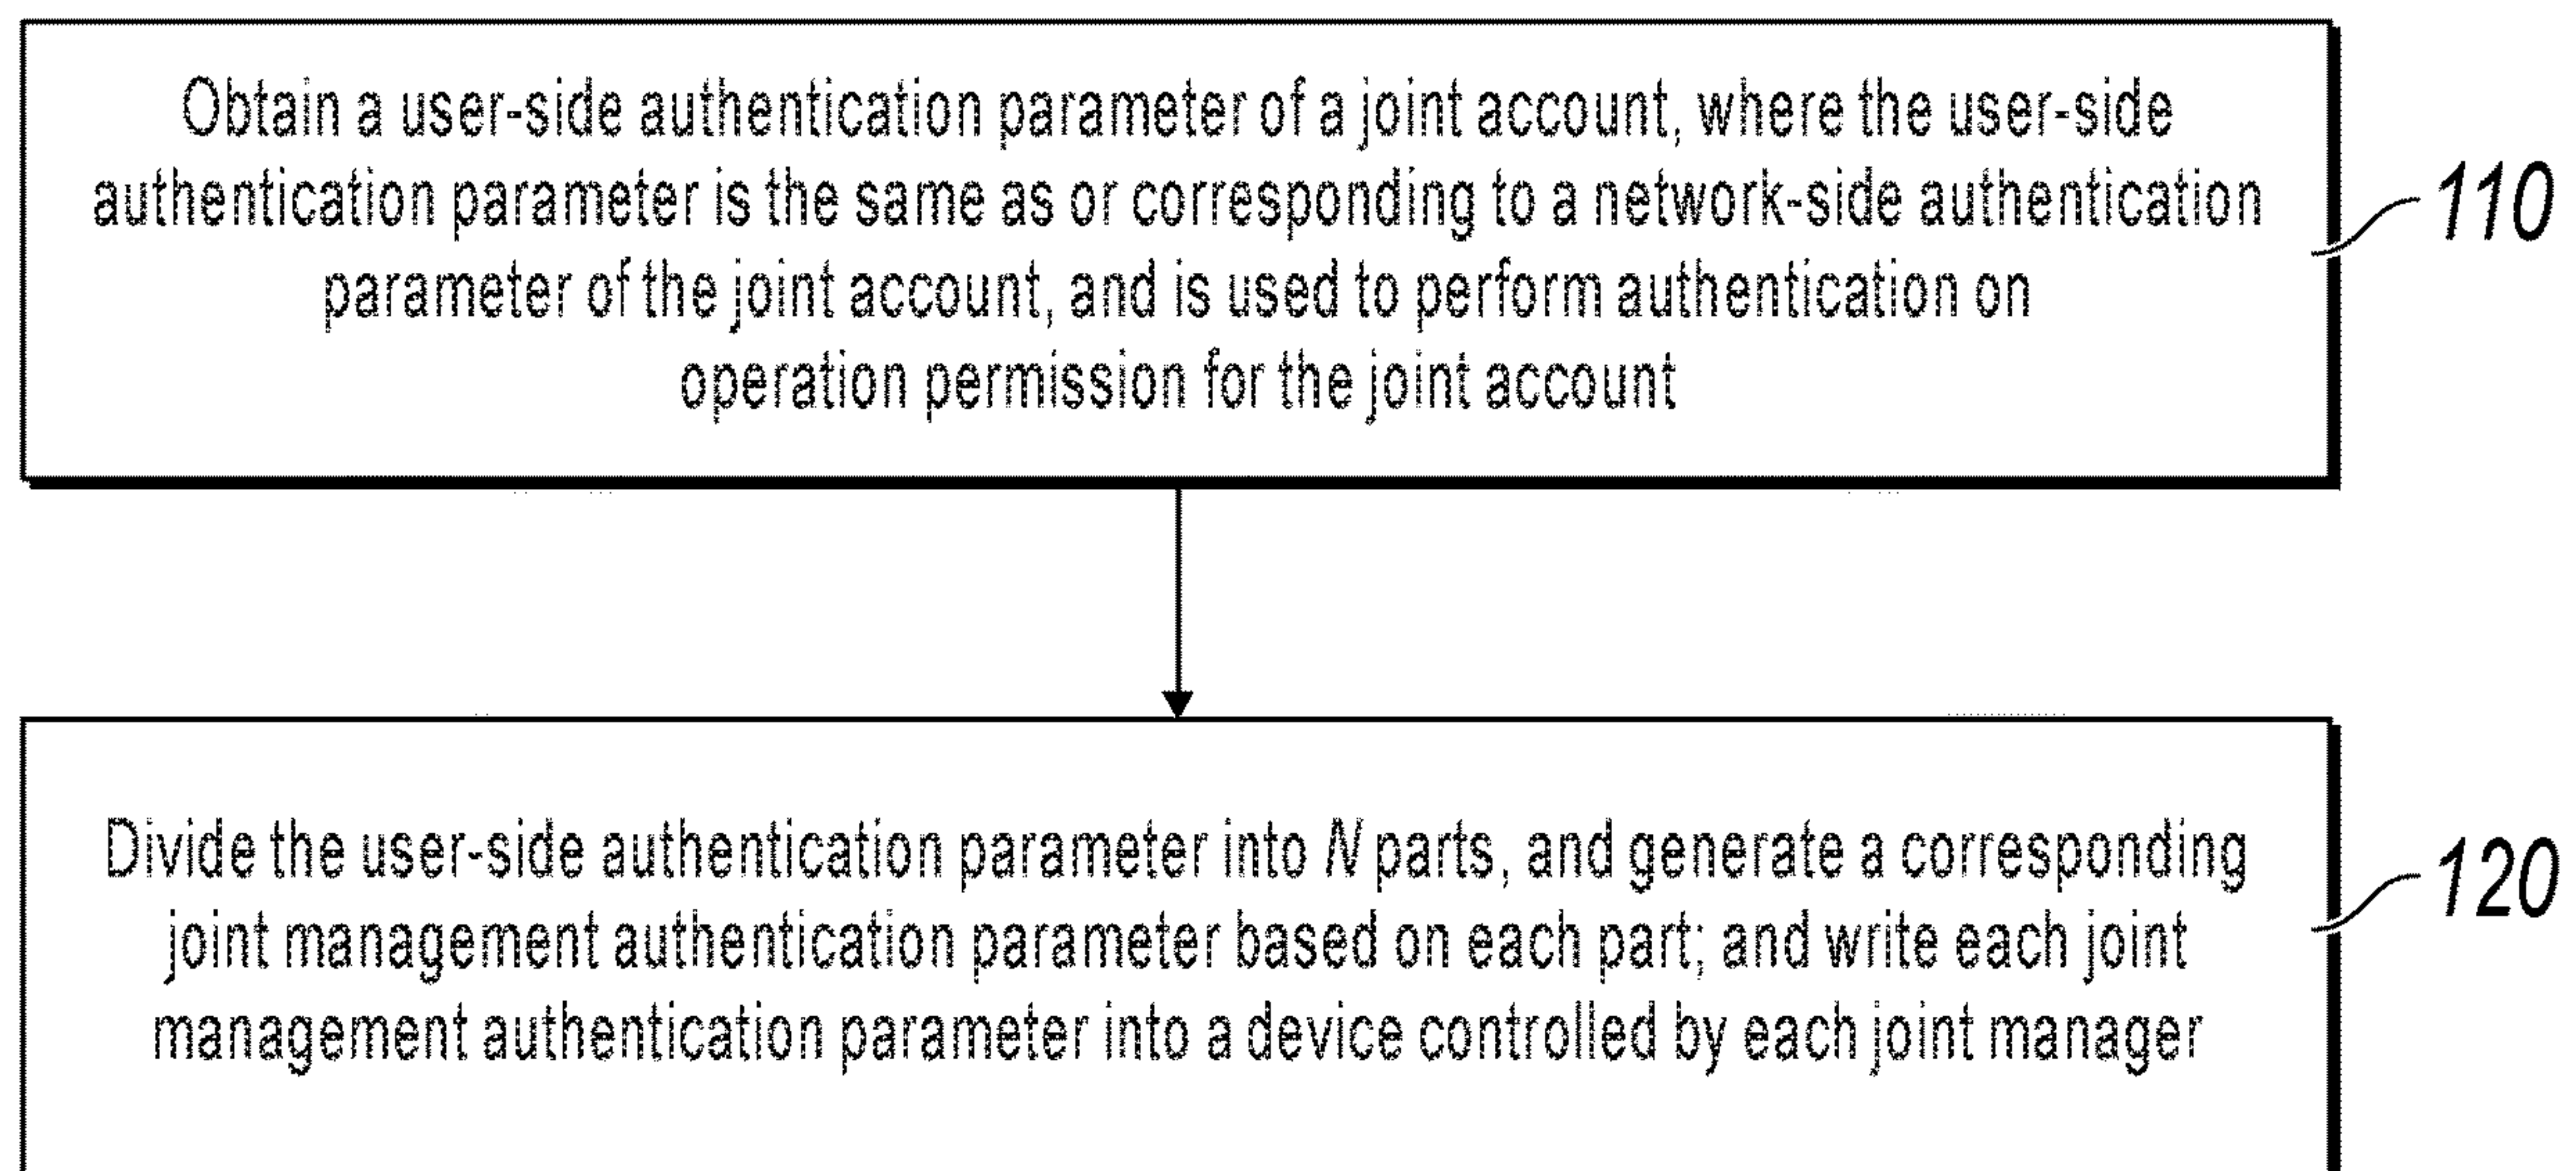 Obtain a user-side authentication parameter of a joint account, where the user-side
authentication parameter is the same as or corresponding to a network-side authentication
parameter of the joint account, and is used to perform authentication on
operation permission for the joint account
110
Divide the user-side authentication parameter into N parts, and generate a corresponding
joint management authentication parameter based on each part; and write each joint
management authentication parameter into a device controlled by each joint manager
120